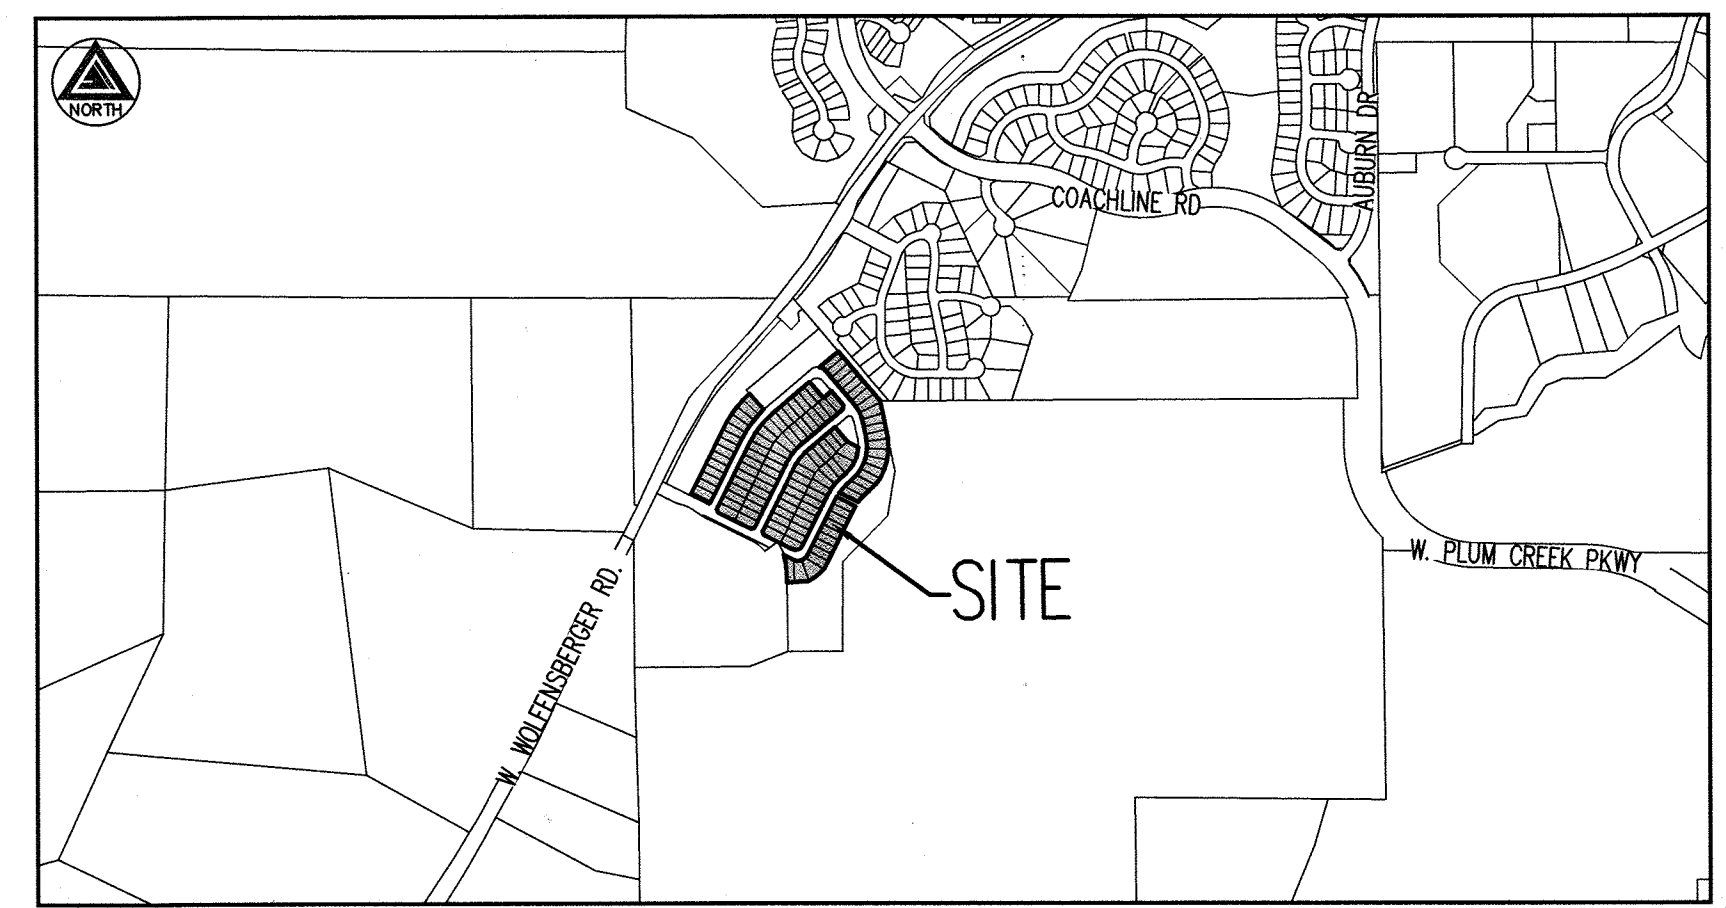 NORTH
AUBURN DR
COACHLINE RD
W. PLUM CREEK PKWY
SITE
W. WOLFENSBERGER RD.